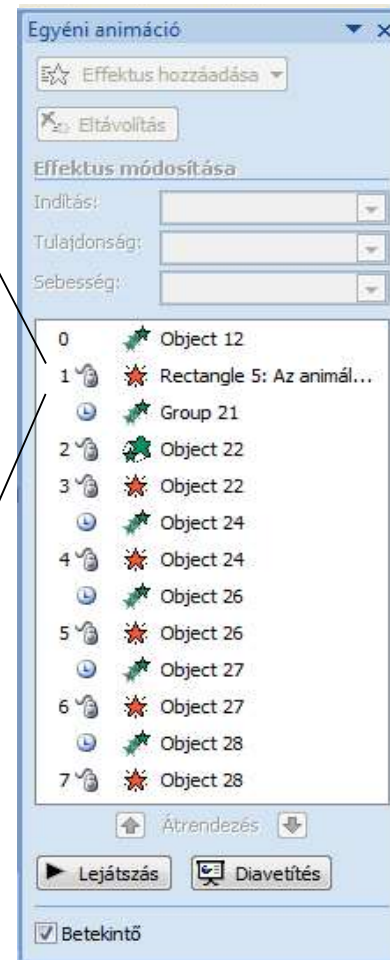 Egyéni animáció
Effektus hozzáadása
Eltávolítás
Effektus módosítása
Indítás:
Tulajdonság:
Sebesség:
0 Object 12
1 Rectangle 5: Az animál...
Group 21
2 Object 22
3 Object 22
Object 24
4 Object 24
Object 26
5 Object 26
Object 27
6 Object 27
Object 28
7 Object 28
Átrendezés
Lejátszás Diavetítés
Betekintő